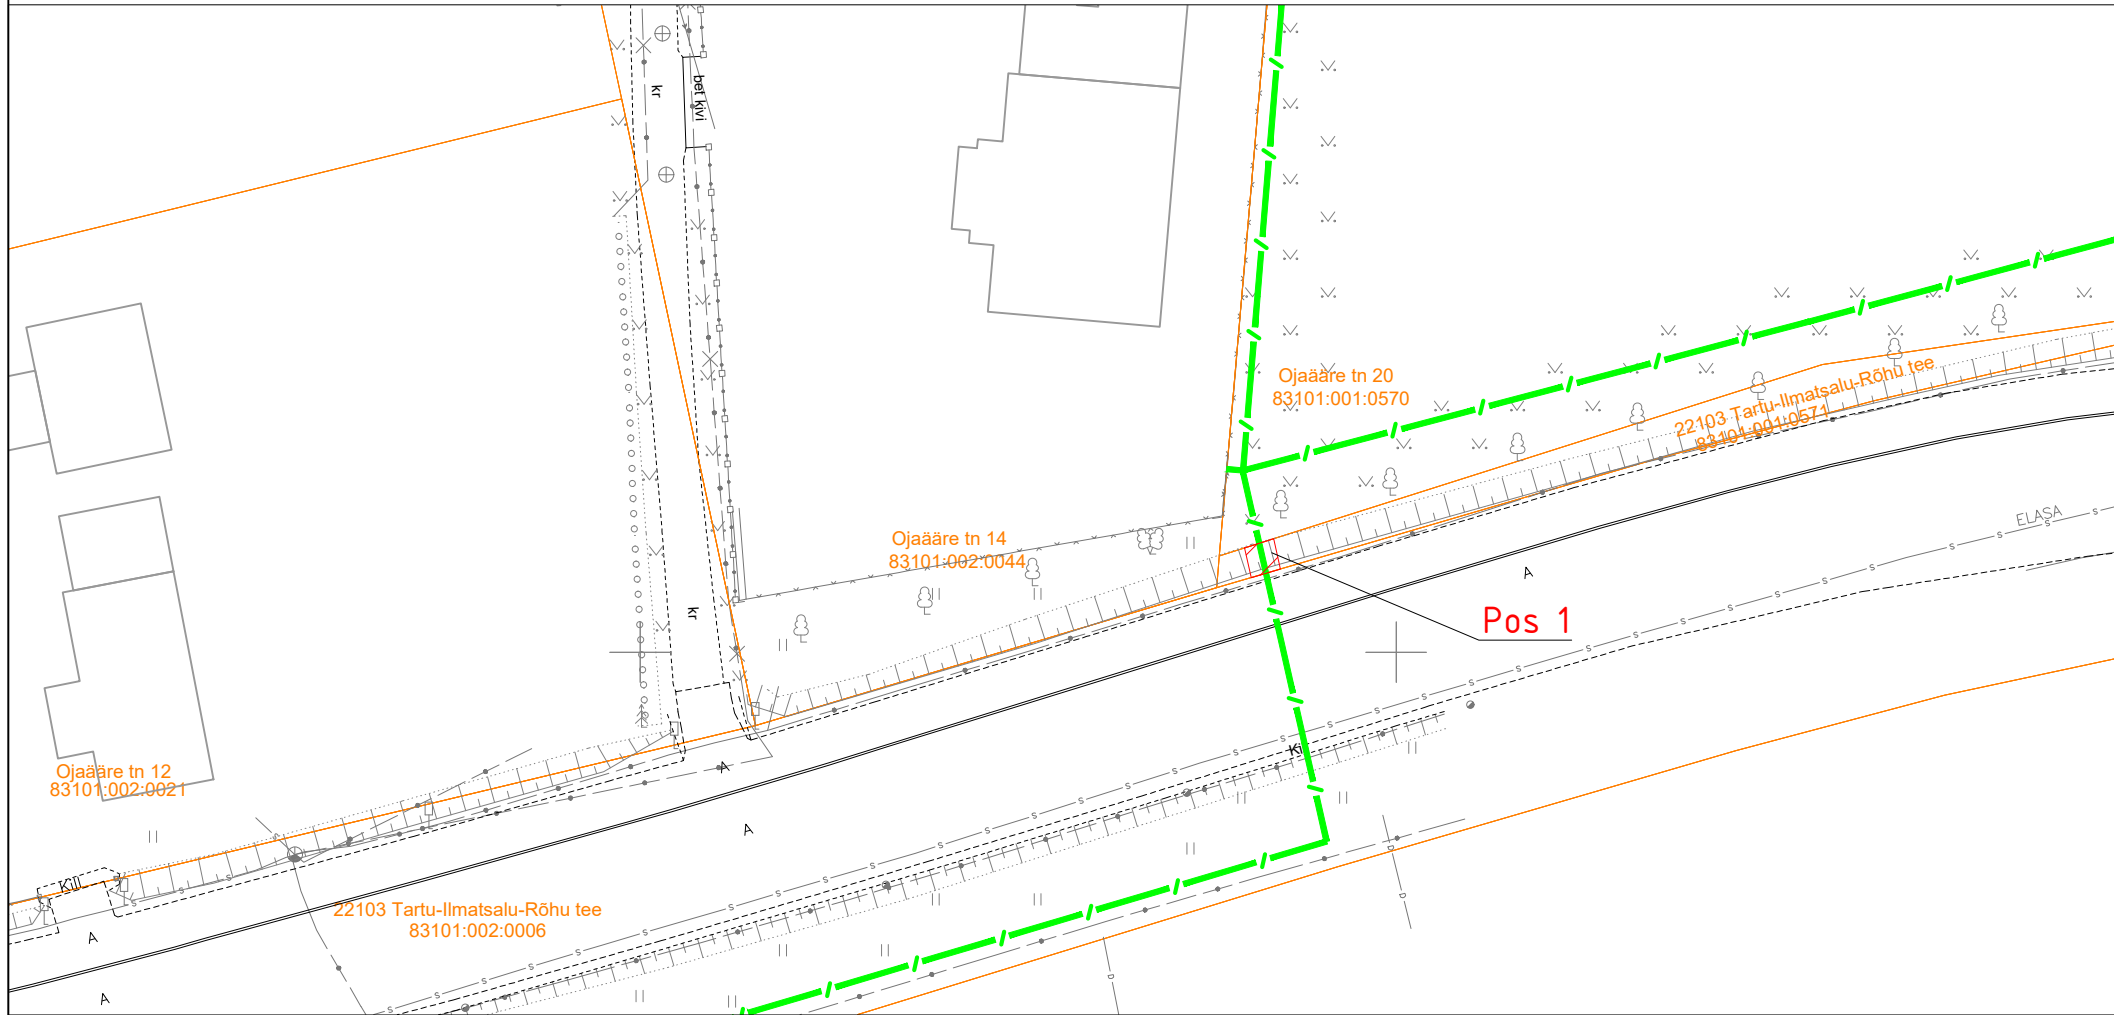 kr
bet kivi
Ojaääre tn 20
83101:001:0570
22103 Tartu-Ilmatsalu-Rõhu tee
83101:001:0571
ELASA
Ojaääre tn 14
83101:002:0044
A
Pos 1
kr
Ojaääre tn 12
83101:002:0021
A
A
Kill
22103 Tartu-Ilmatsalu-Rõhu tee
83101:002:0006
A
A